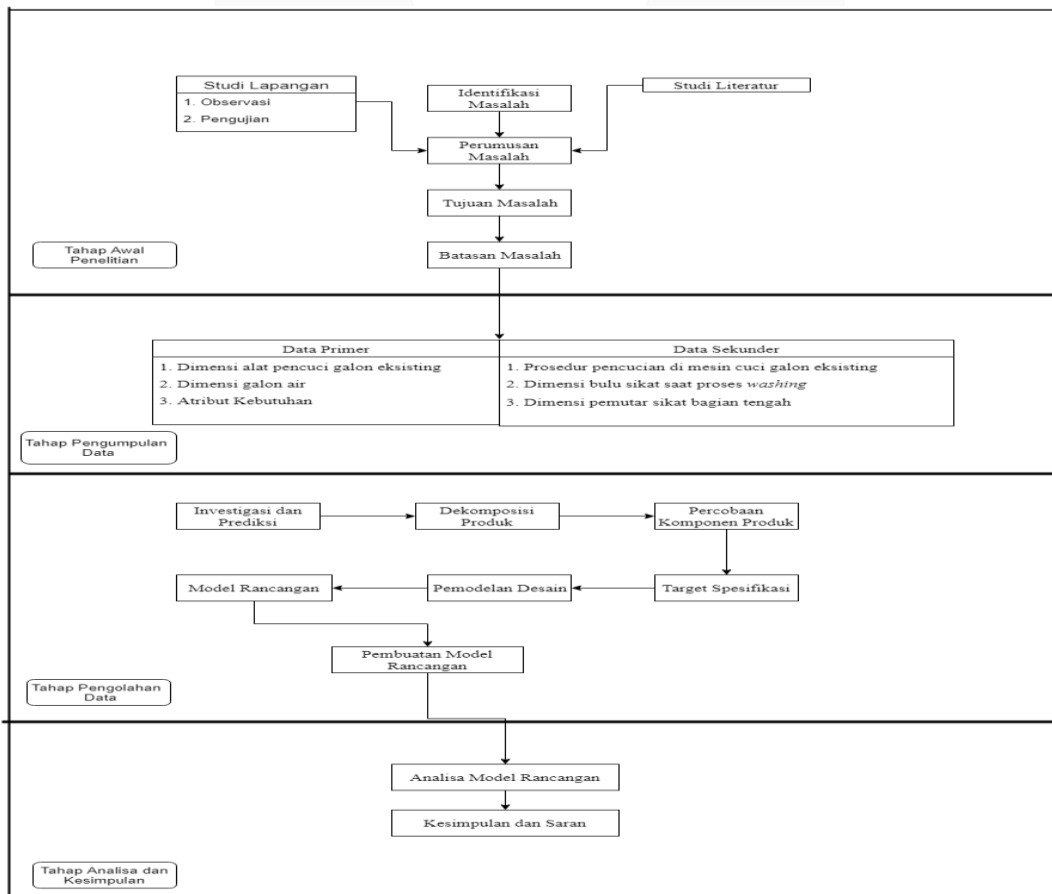 Studi Lapangan
1. Observasi
2. Pengujian
Identifikasi
Masalah
Studi Literatur
Perumusan
Masalah
Tujuan Masalah
Batasan Masalah
Tahap Awal
Penelitian
Data Primer
1. Dimensi alat pencuci galon eksisting
2. Dimensi galon air
3. Atribut Kebutuhan
Data Sekunder
1. Prosedur pencucian di mesin cuci galon eksisting
2. Dimensi bulu sikat saat proses washing
3. Dimensi pemutar sikat bagian tengah
Tahap Pengumpulan
Data
Investigasi dan
Prediksi
Dekomposisi
Produk
Percobaan
Komponen Produk
Model Rancangan
Pemodelan Desain
Target Spesifikasi
Pembuatan Model
Rancangan
Tahap Pengolahan
Data
Analisa Model Rancangan
Kesimpulan dan Saran
Tahap Analisa dan
Kesimpulan